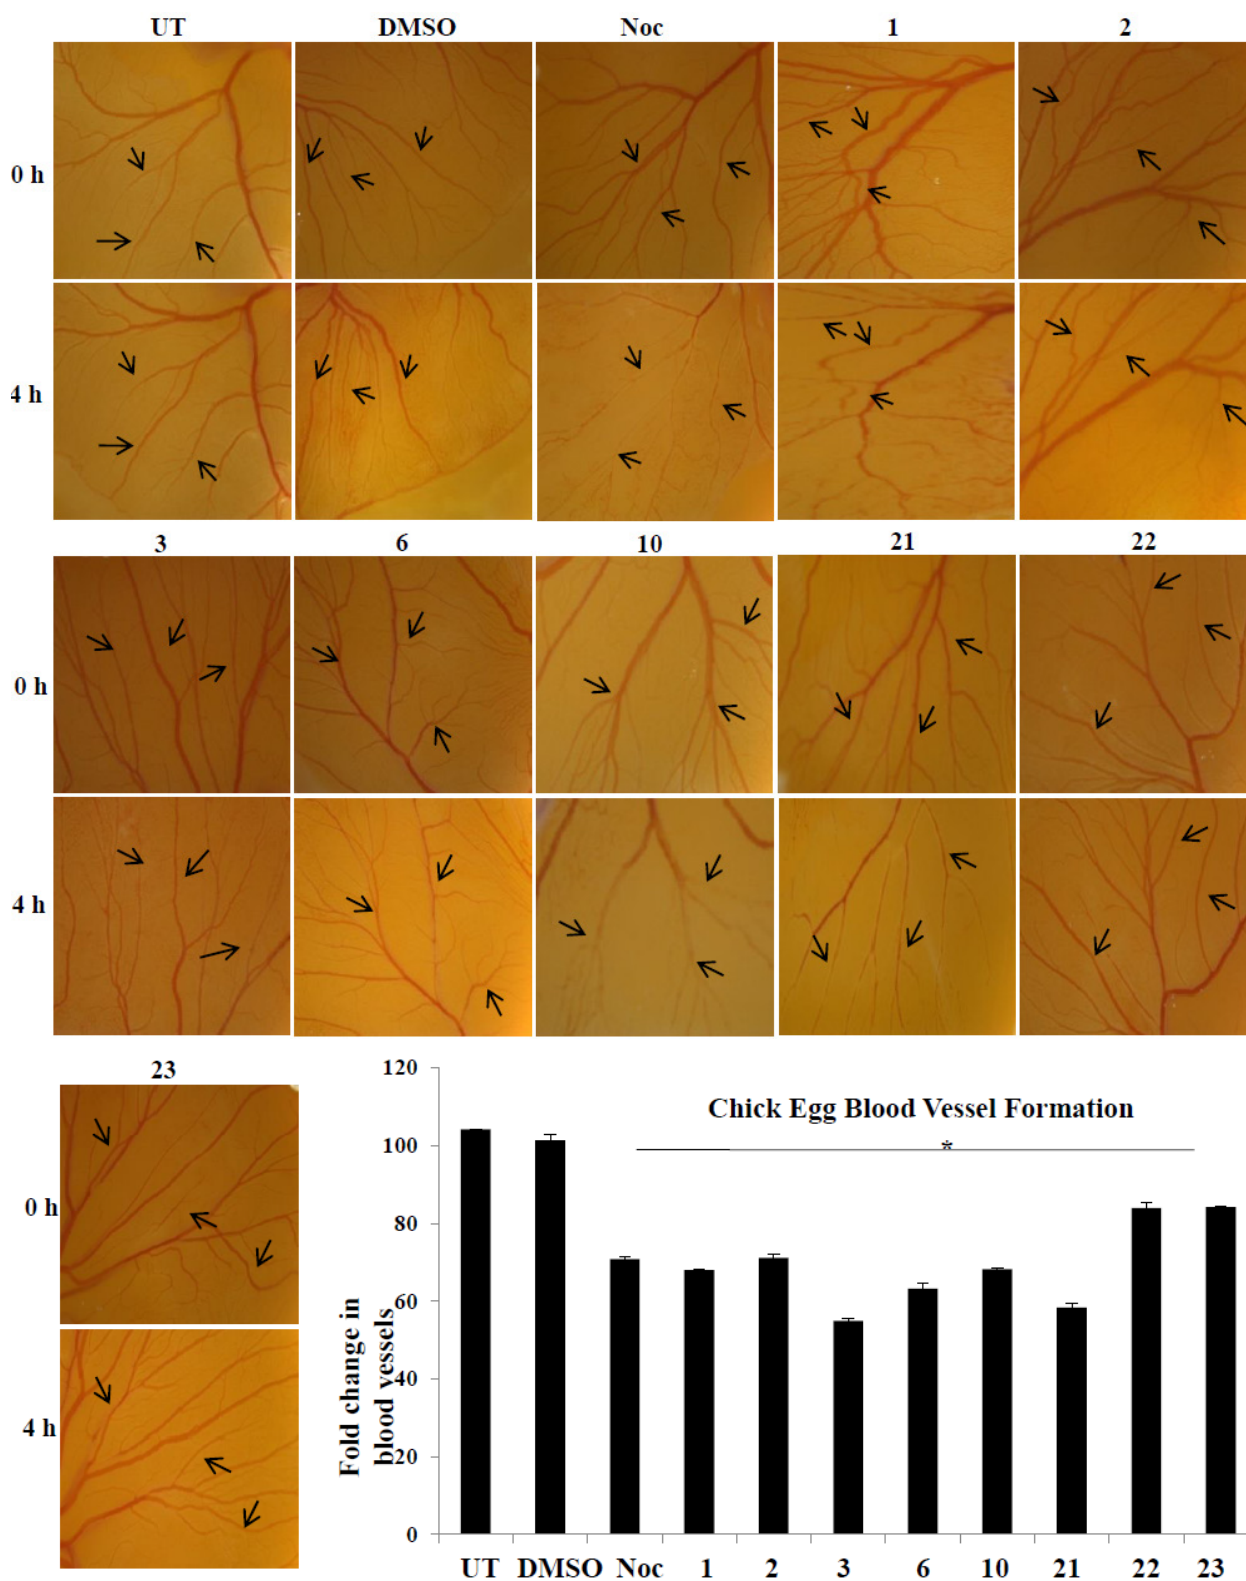 UT DMSO Noc 1 2
0 h
4 h
3 6 10 21 22
0 h
4 h
23
0 h
4 h
120
100
80
60
40
20
0
Chick Egg Blood Vessel Formation
*
Fold change in
blood vessels
UT DMSO Noc 1 2 3 6 10 21 22 23